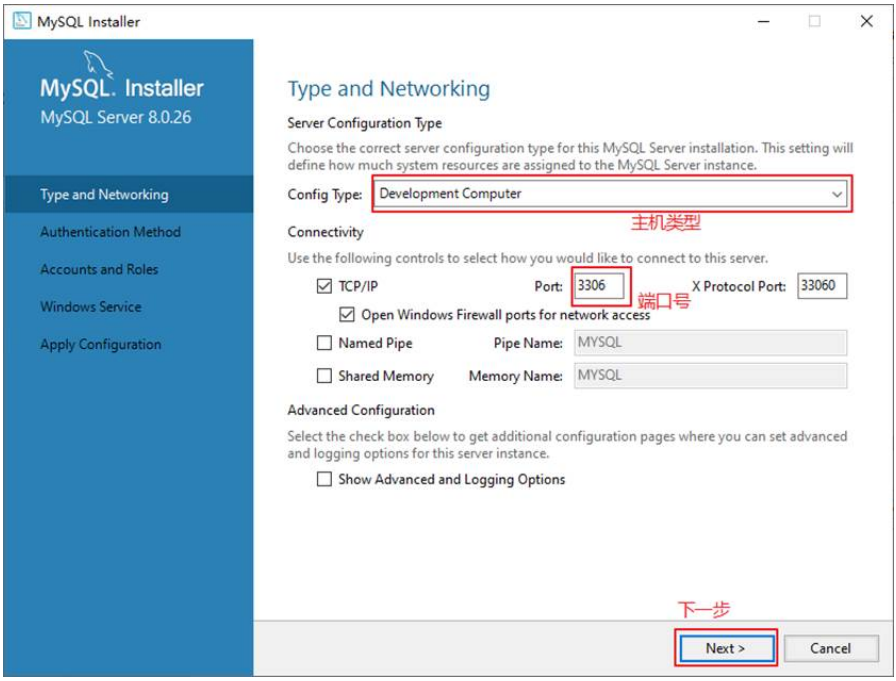 MySQL Installer
MySQL. Installer
MySQL Server 8.0.26
Type and Networking
Authentication Method
Accounts and Roles
Windows Service
Apply Configuration
Type and Networking
Server Configuration Type
Choose the correct server configuration type for this MySQL Server installation. This setting will
define how much system resources are assigned to the MySQL Server instance.
Config Type: Development Computer
主机类型
Connectivity
Use the following controls to select how you would like to connect to this server.
TCP/IP Port: 3306 X Protocol Port: 33060
端口号
Open Windows Firewall ports for network access
Named Pipe Pipe Name: MYSQL
Shared Memory Memory Name: MYSQL
Advanced Configuration
Select the check box below to get additional configuration pages where you can set advanced
and logging options for this server instance.
Show Advanced and Logging Options
下一步
Next > Cancel